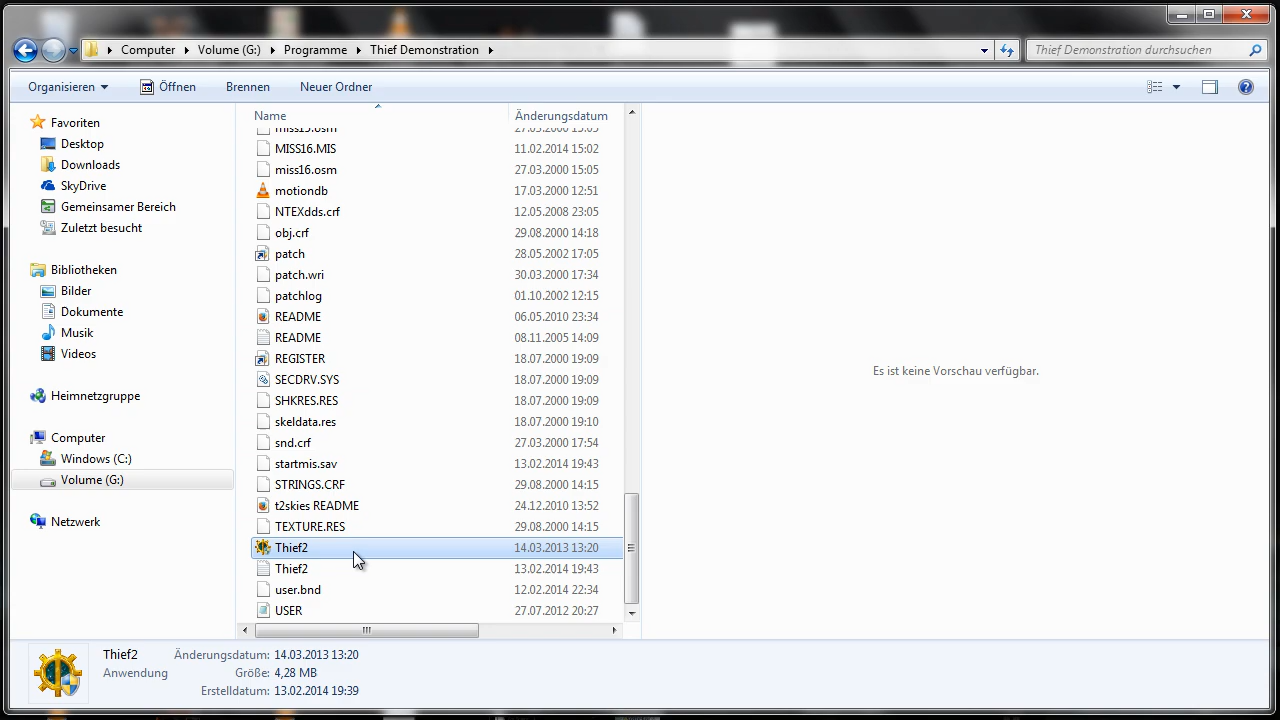 Computer Volume (G:) Programme Thief Demonstration
Thief Demonstration durchsuchen
Organisieren Öffnen Brennen Neuer Ordner
Favoriten
Desktop
Downloads
SkyDrive
Gemeinsamer Bereich
Zuletzt besucht
Bibliotheken
Bilder
Dokumente
Musik
Videos
Heimnetzgruppe
Computer
Windows (C:)
Volume (G:)
Netzwerk
Name Änderungsdatum
miss15.osm 27.03.2000 15:05
MISS16.MIS 11.02.2014 15:02
miss16.osm 27.03.2000 15:05
motiondb 17.03.2000 12:51
NTEXdds.crf 12.05.2008 23:05
obj.crf 29.08.2000 14:18
patch 28.05.2002 17:05
patch.wri 30.03.2000 17:34
patchlog 01.10.2002 12:15
README 06.05.2010 23:34
README 08.11.2005 14:09
REGISTER 18.07.2000 19:09
SECDRV.SYS 18.07.2000 19:09
SHKRES.RES 18.07.2000 19:09
skeldata.res 18.07.2000 19:10
snd.crf 27.03.2000 17:54
startmis.sav 13.02.2014 19:43
STRINGS.CRF 29.08.2000 14:15
t2skies README 24.12.2010 13:52
TEXTURE.RES 29.08.2000 14:15
Thief2 14.03.2013 13:20
Thief2 13.02.2014 19:43
user.bnd 12.02.2014 22:34
USER 27.07.2012 20:27
Es ist keine Vorschau verfügbar.
Thief2 Änderungsdatum: 14.03.2013 13:20
Anwendung Größe: 4,28 MB
Erstelldatum: 13.02.2014 19:39